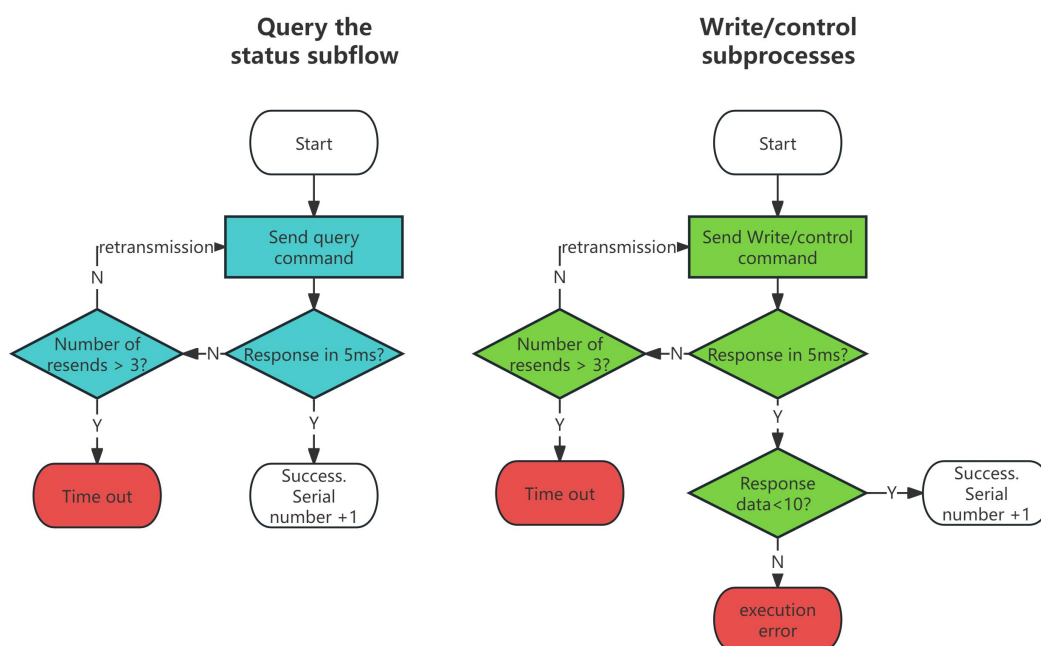 Query the
status subflow
Start
Send query
command
retransmission
N
Number of
resends > 3?
N
Response in 5ms?
Y
Y
Time out
Success.
Serial
number +1
Write/control
subprocesses
Start
Send Write/control
command
retransmission
N
Number of
resends > 3?
N
Response in 5ms?
Y
Y
Time out
Response
data<10?
Y
Success.
Serial
number +1
N
execution
error